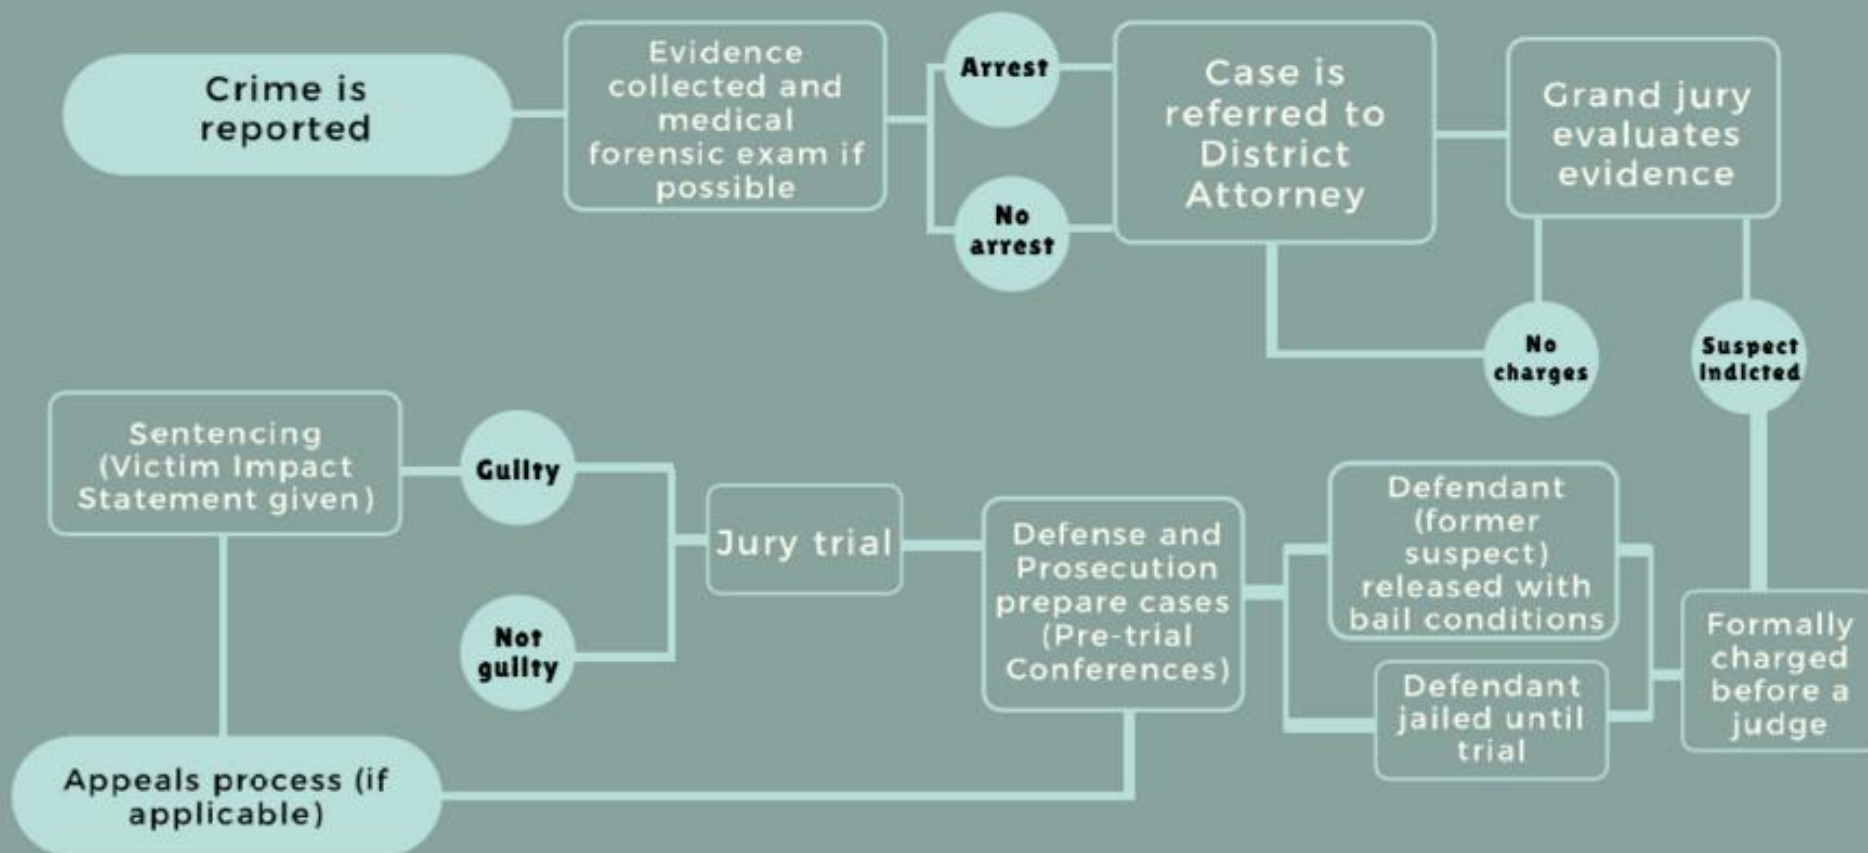 Crime is
reported
Evidence
collected and
medical
forensic exam if
possible
Arrest
No
arrest
Case is
referred to
District
Attorney
Grand jury
evaluates
evidence
No
charges
Suspect
indicted
Formally
charged
before a
judge
Defendant
(former
suspect)
released with
bail conditions
Defendant
jailed until
trial
Defense and
Prosecution
prepare cases
(Pre-trial
Conferences)
Jury trial
Guilty
Not
guilty
Sentencing
(Victim Impact
Statement given)
Appeals process (if
applicable)